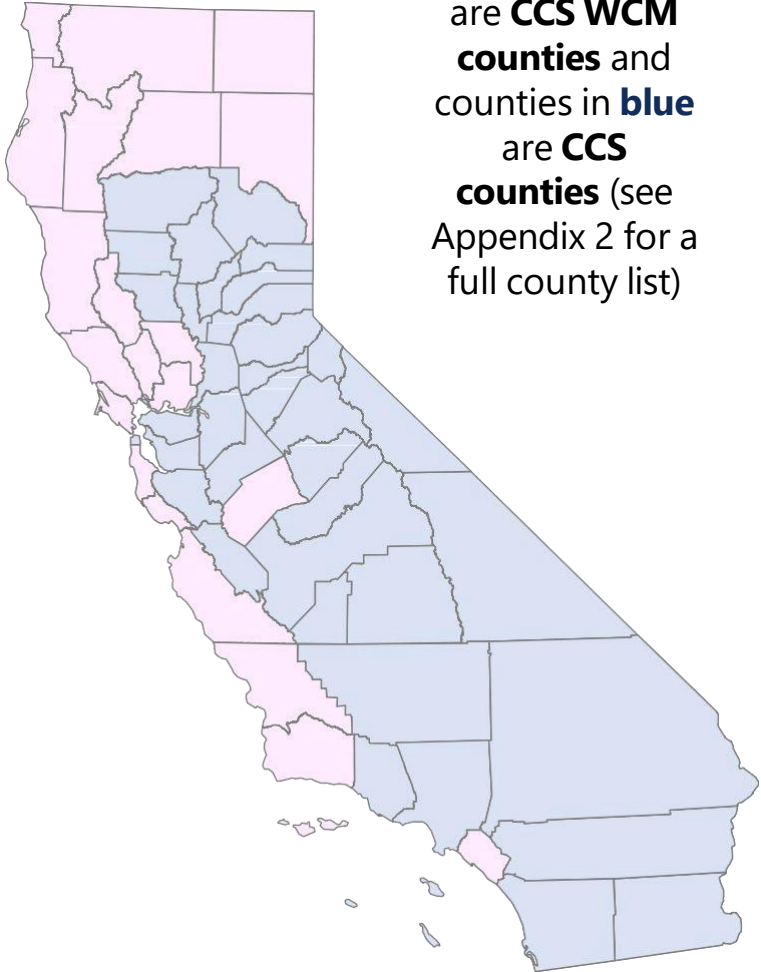 are CCS WCM
counties and
counties in blue
are CCS
counties (see
Appendix 2 for a
full county list)